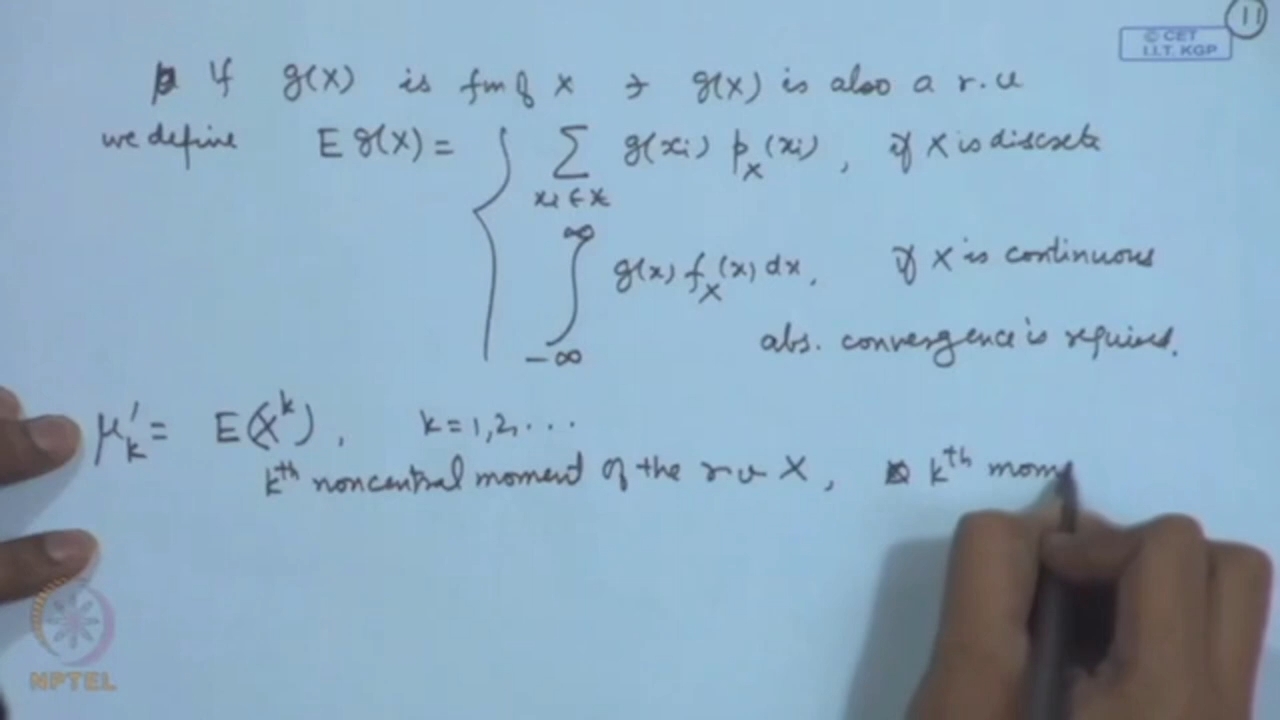 11
© CET
I.I.T. KGP
If g(X) is fn of X ∋ g(X) is also a r.v
we define E g(X) = { ∑_{xi ∈ X} g(xi) p_X(xi) , if X is discrete
∫_{-∞}^{∞} g(x) f_X(x) dx, if X is continuous
abs. convergence is required.
μ'_k = E(X^k), k = 1,2, ...
k^th noncentral moment of the r v X, k^th mom
NPTEL